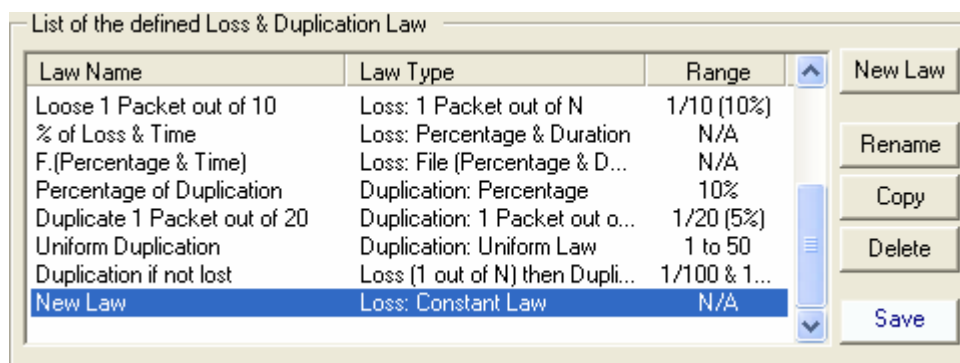 List of the defined Loss & Duplication Law
Law Name Law Type Range
Loose 1 Packet out of 10 Loss: 1 Packet out of N 1/10 (10%)
% of Loss & Time Loss: Percentage & Duration N/A
F.(Percentage & Time) Loss: File (Percentage & D... N/A
Percentage of Duplication Duplication: Percentage 10%
Duplicate 1 Packet out of 20 Duplication: 1 Packet out o... 1/20 (5%)
Uniform Duplication Duplication: Uniform Law 1 to 50
Duplication if not lost Loss (1 out of N) then Dupli... 1/100 & 1...
New Law Loss: Constant Law N/A
New Law
Rename
Copy
Delete
Save